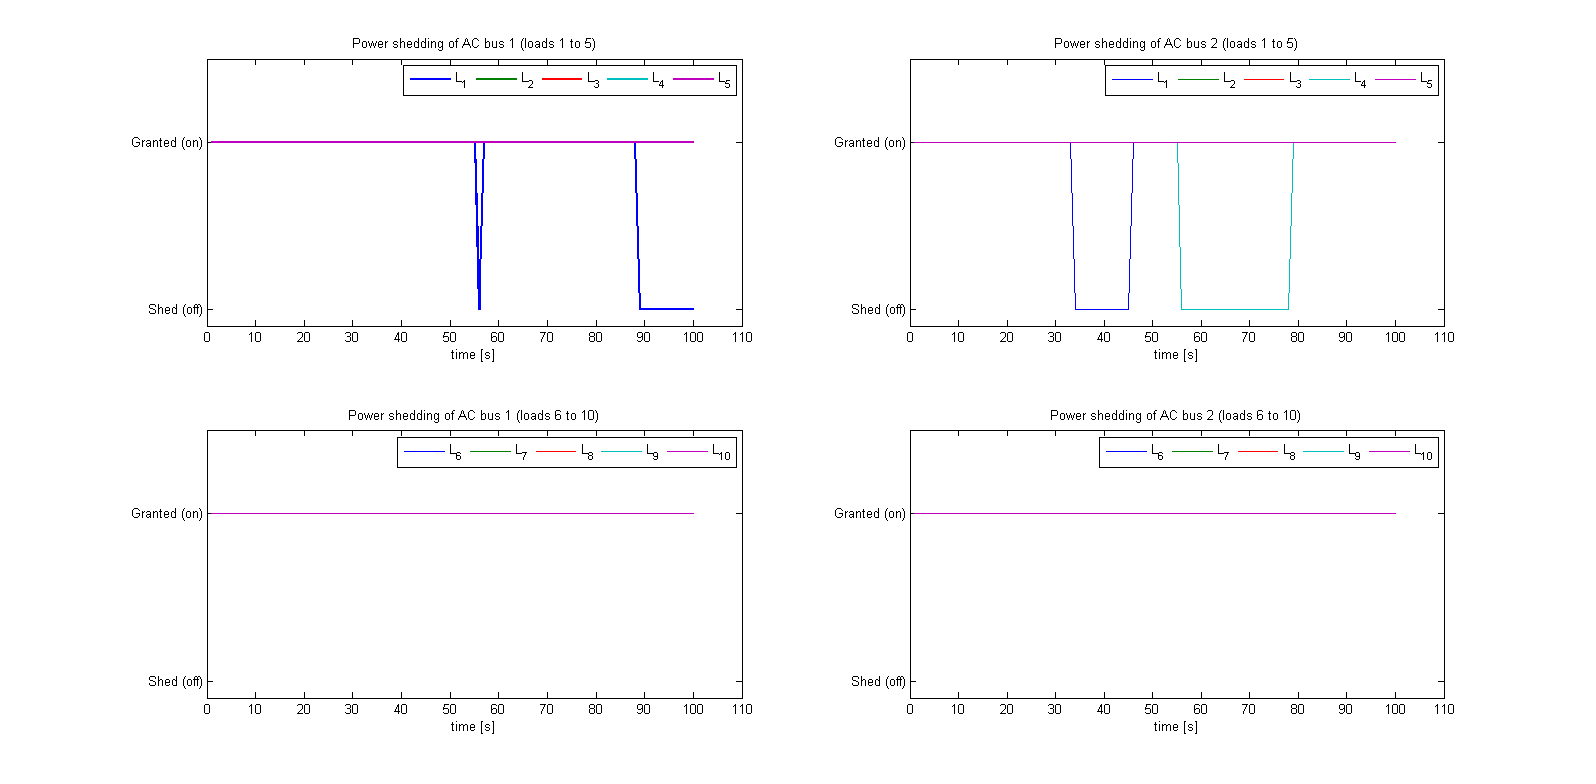 Power shedding of AC bus 1 (loads 1 to 5)
L1 L2 L3 L4 L5
Granted (on)
Shed (off)
0 10 20 30 40 50 60 70 80 90 100 110
time [s]
Power shedding of AC bus 2 (loads 1 to 5)
L1 L2 L3 L4 L5
Granted (on)
Shed (off)
0 10 20 30 40 50 60 70 80 90 100 110
time [s]
Power shedding of AC bus 1 (loads 6 to 10)
L6 L7 L8 L9 L10
Granted (on)
Shed (off)
0 10 20 30 40 50 60 70 80 90 100 110
time [s]
Power shedding of AC bus 2 (loads 6 to 10)
L6 L7 L8 L9 L10
Granted (on)
Shed (off)
0 10 20 30 40 50 60 70 80 90 100 110
time [s]